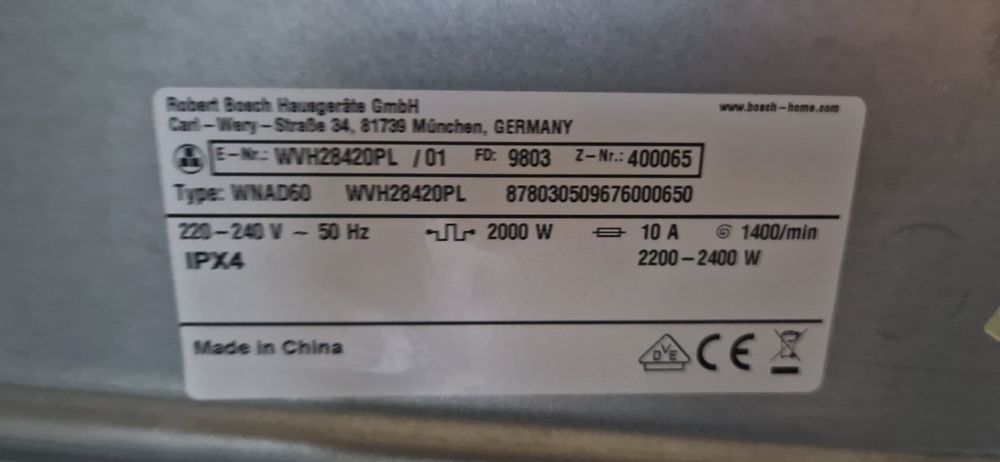 Robert Bosch Hausgeräte GmbH
www.bosch-home.com
Carl-Wery-Straße 34, 81739 München, GERMANY
E-Nr.: WVH28420PL /01 FD: 9803 Z-Nr.: 400065
Type: WNAD60 WVH28420PL 878030509676000650
220-240 V ~ 50 Hz 2000 W 10 A 1400/min
IPX4 2200-2400 W
Made in China DVE CE